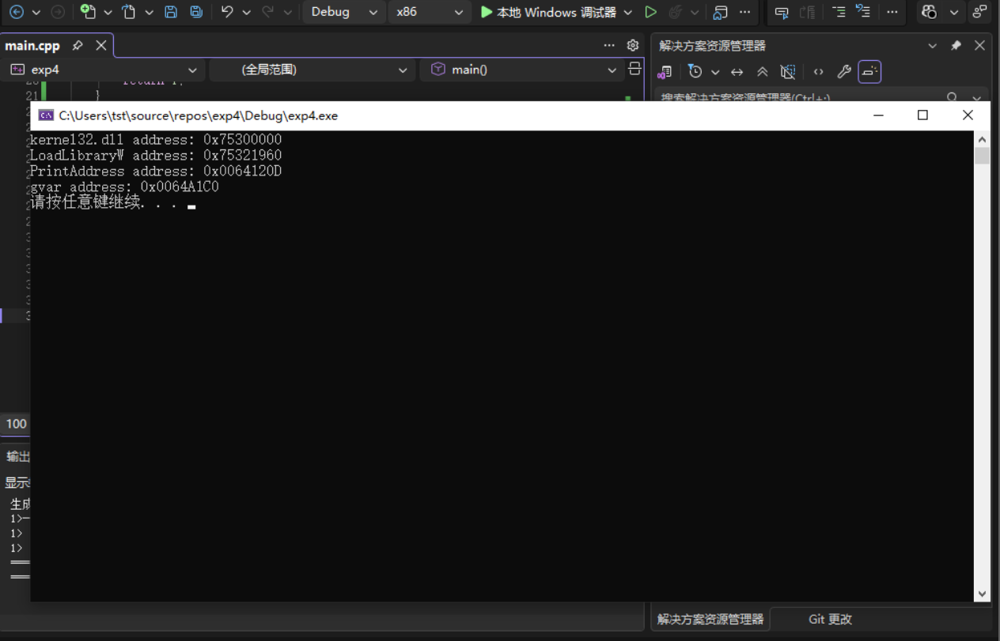 Debug x86 本地 Windows 调试器
main.cpp
解决方案资源管理器
exp4 (全局范围) main()
搜索解决方案资源管理器(Ctrl+;)
21 }
C:\Users\tst\source\repos\exp4\Debug\exp4.exe
kernel32.dll address: 0x75300000
LoadLibraryW address: 0x75321960
PrintAddress address: 0x0064120D
gvar address: 0x0064A1C0
请按任意键继续. . .
100
输出
显示
生成
1>
1>
1>
解决方案资源管理器 Git 更改